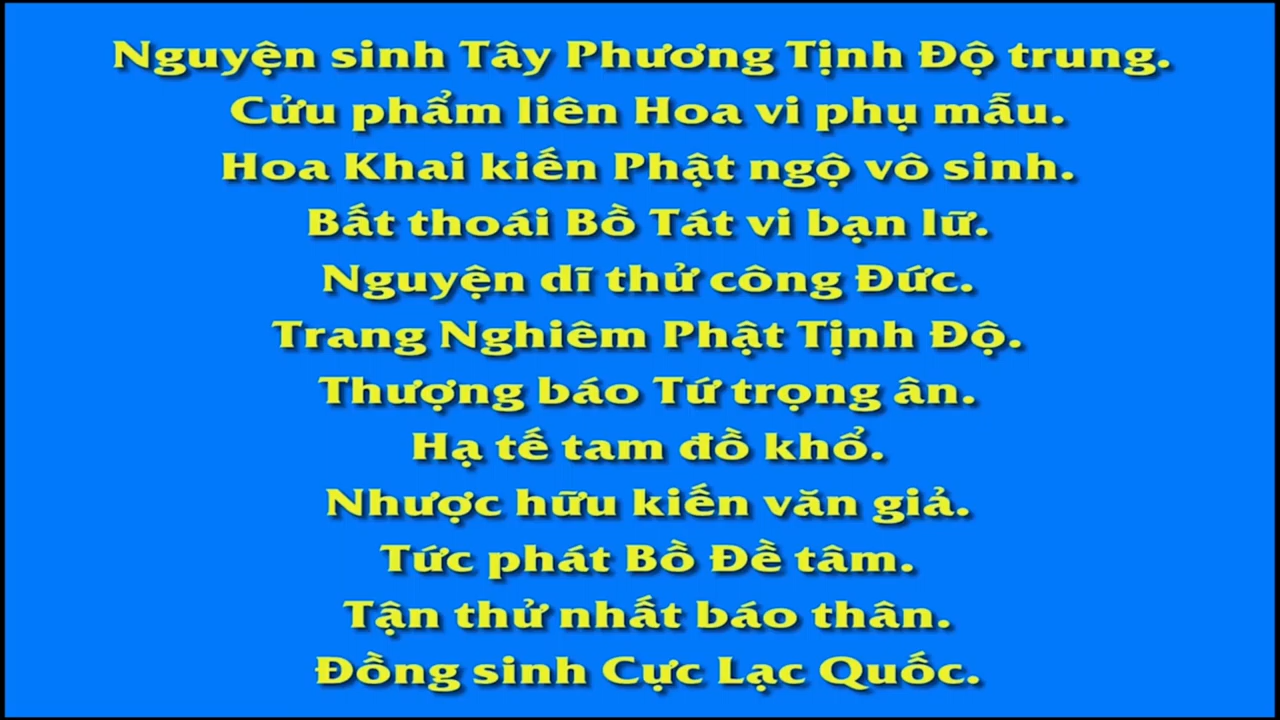 Nguyện sinh Tây Phương Tịnh Độ trung.
Cửu phẩm liên Hoa vi phụ mẫu.
Hoa Khai kiến Phật ngộ vô sinh.
Bất thoái Bồ Tát vi bạn lữ.
Nguyện dĩ thử công Đức.
Trang Nghiêm Phật Tịnh Độ.
Thượng báo Tứ trọng ân.
Hạ tế tam đồ khổ.
Nhược hữu kiến văn giả.
Tức phát Bồ Đề tâm.
Tận thử nhất báo thân.
Đồng sinh Cực Lạc Quốc.